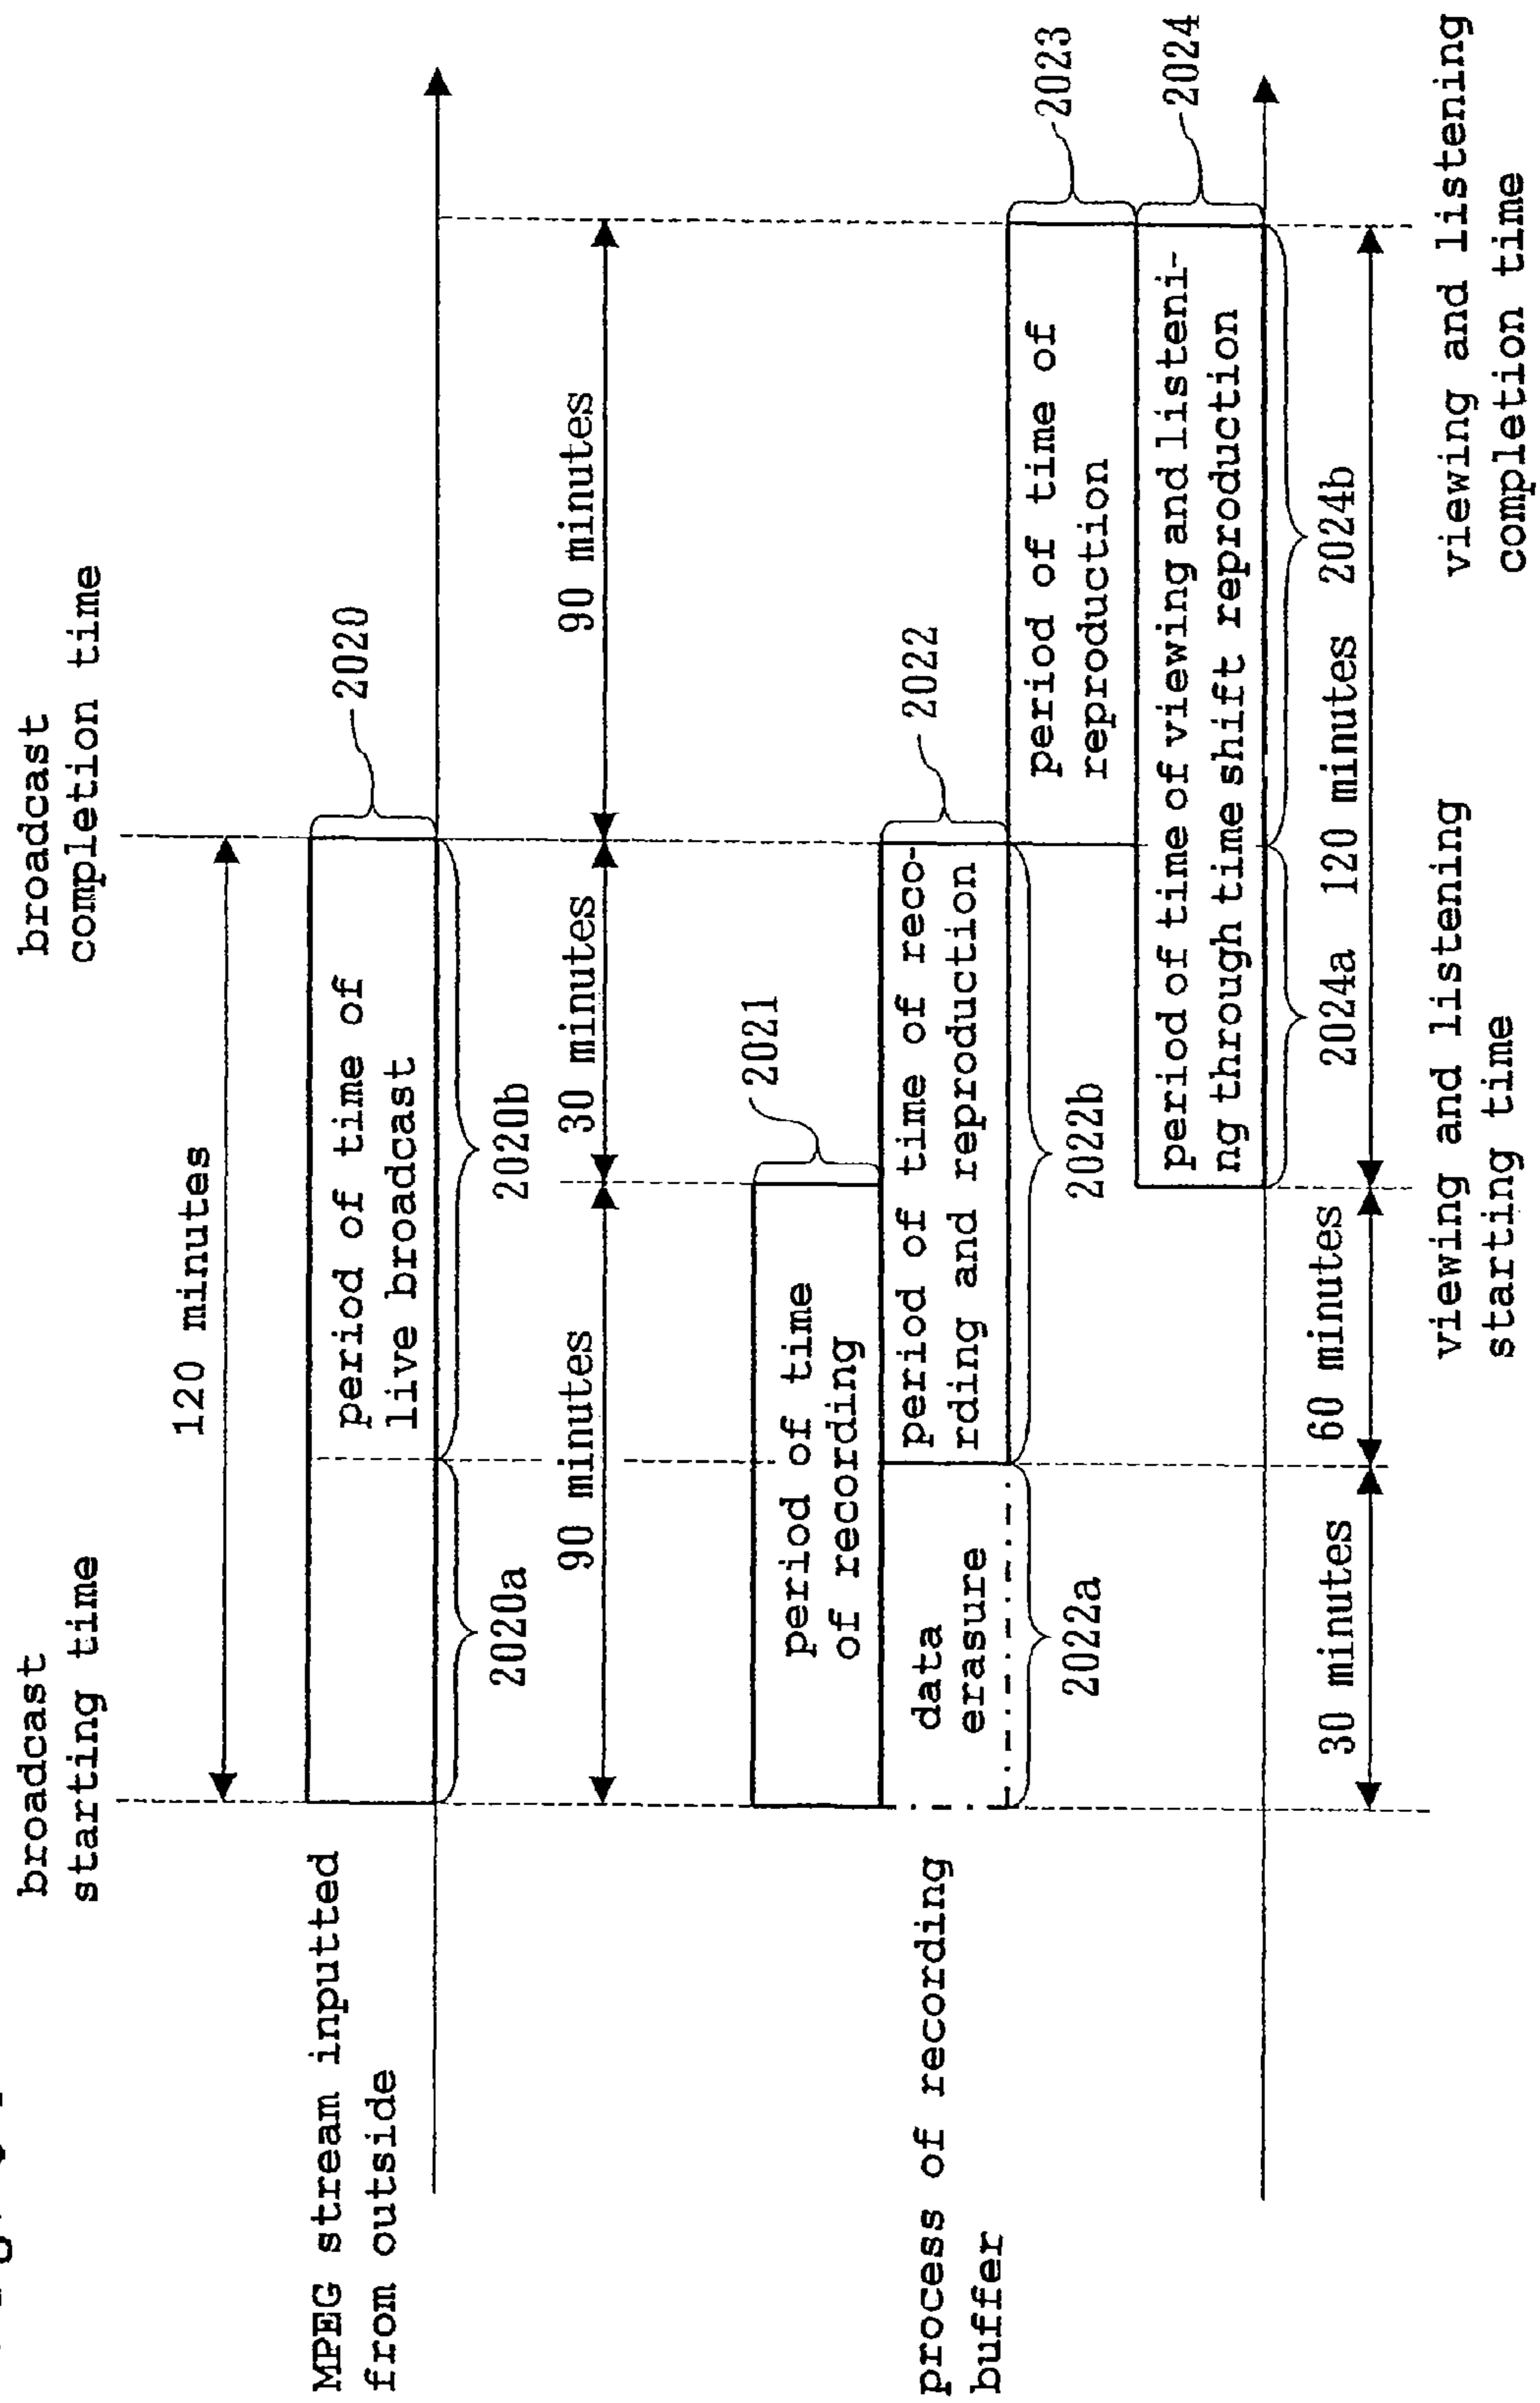 broadcast
starting time
broadcast
completion time
120 minutes
MPEG stream inputted
from outside
period of time of
live broadcast
2020
2020a
2020b
90 minutes
30 minutes
90 minutes
process of recording
buffer
period of time
of recording
2021
data
erasure
period of time of reco-
rding and reproduction
2022
2022a
2022b
period of time of
reproduction
2023
period of time of viewing and listeni-
ng through time shift reproduction
2024
2024a
2024b
30 minutes
60 minutes
120 minutes
viewing and listening
starting time
viewing and listening
completion time